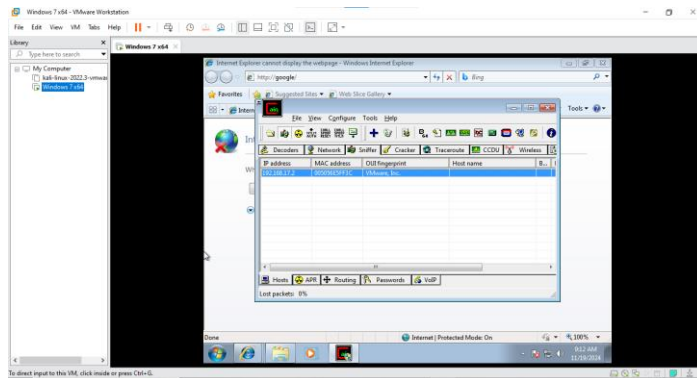 Windows 7 x64 - VMware Workstation
File Edit View VM Tabs Help
Library
Type here to search
My Computer
kali-linux-2022.3-vmwar
Windows 7 x64
Windows 7 x64
Internet Explorer cannot display the webpage - Windows Internet Explorer
http://google/
Bing
Favorites
Suggested Sites
Web Slice Gallery
Intern
Tools
File View Configure Tools Help
Decoders Network Sniffer Cracker Traceroute CCDU Wireless
IP address MAC address OUI fingerprint Host name B...
192.168.17.2 VMware, Inc.
Hosts APR Routing Passwords VoIP
Lost packets: 0%
Done
Internet | Protected Mode: On
100%
9:12 AM
11/19/2024
To direct input to this VM, click inside or press Ctrl+G.